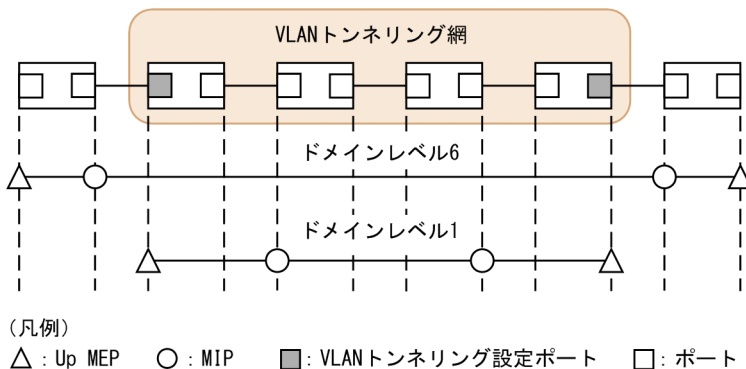 VLANトンネリング網
ドメインレベル6
ドメインレベル1
(凡例)
△：Up MEP　○：MIP　■：VLANトンネリング設定ポート　□：ポート